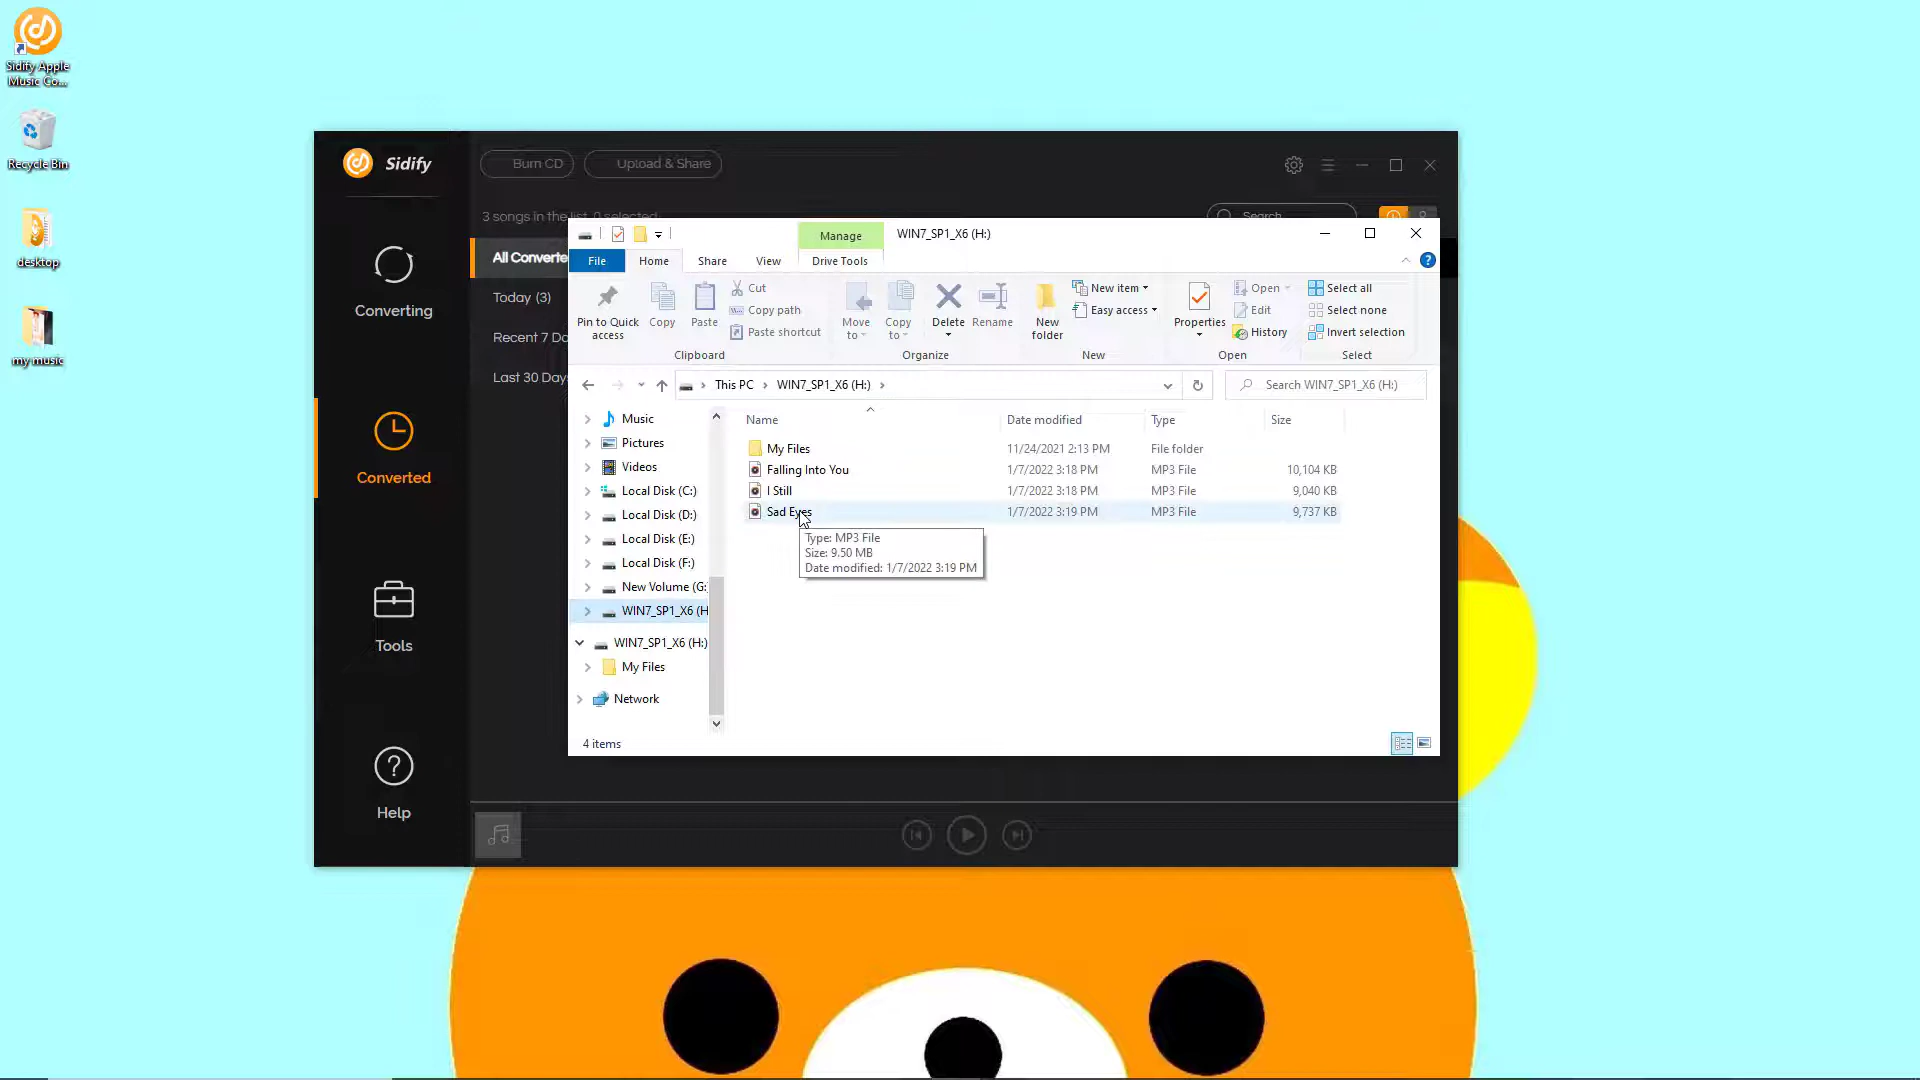 Sidify Apple
Music Co...
Recycle Bin
desktop
my music
Sidify
Burn CD
Upload & Share
3 songs in the list, 0 selected
Search
Converting
Converted
Tools
Help
All Converte
Today (3)
Recent 7 Da
Last 30 Days
Manage
WIN7_SP1_X6 (H:)
File
Home
Share
View
Drive Tools
Pin to Quick
access
Copy
Paste
Cut
Copy path
Paste shortcut
Clipboard
Move
to
Copy
to
Delete
Rename
Organize
New
folder
New item
Easy access
New
Properties
Open
Edit
History
Open
Select all
Select none
Invert selection
Select
This PC
WIN7_SP1_X6 (H:)
Search WIN7_SP1_X6 (H:)
Music
Pictures
Videos
Local Disk (C:)
Local Disk (D:)
Local Disk (E:)
Local Disk (F:)
New Volume (G:
WIN7_SP1_X6 (H
WIN7_SP1_X6 (H:)
My Files
Network
Name Date modified Type Size
My Files 11/24/2021 2:13 PM File folder
Falling Into You 1/7/2022 3:18 PM MP3 File 10,104 KB
I Still 1/7/2022 3:18 PM MP3 File 9,040 KB
Sad Eyes 1/7/2022 3:19 PM MP3 File 9,737 KB
Type: MP3 File
Size: 9.50 MB
Date modified: 1/7/2022 3:19 PM
4 items